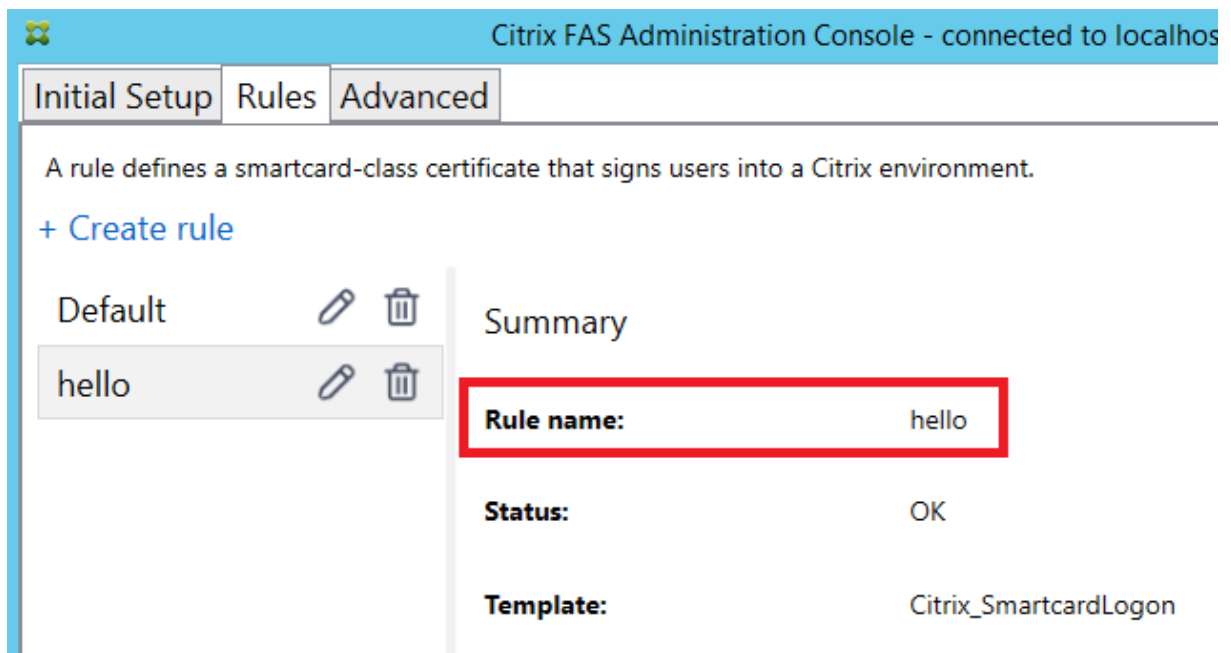 Citrix FAS Administration Console - connected to localhos
Initial Setup Rules Advanced
A rule defines a smartcard-class certificate that signs users into a Citrix environment.
+ Create rule
Default
hello
Summary
Rule name: hello
Status: OK
Template: Citrix_SmartcardLogon